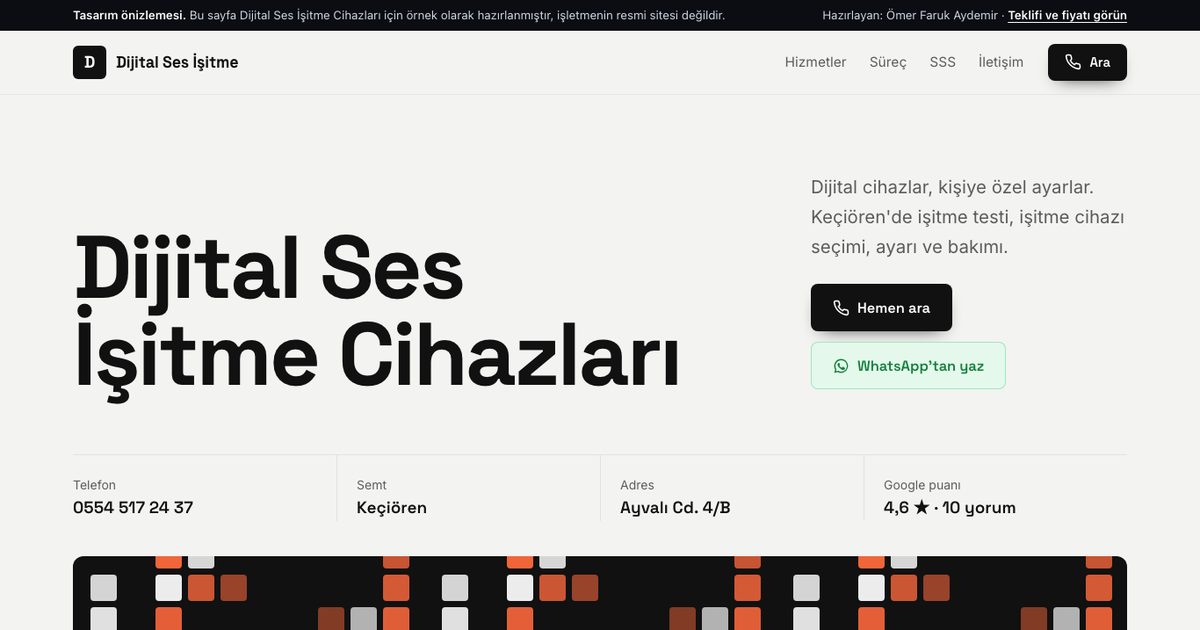 Tasarım önizlemesi. Bu sayfa Dijital Ses İşitme Cihazları için örnek olarak hazırlanmıştır, işletmenin resmi sitesi değildir.
Hazırlayan: Ömer Faruk Aydemir · Teklifi ve fiyatı görün
D Dijital Ses İşitme
Hizmetler Süreç SSS İletişim Ara
Dijital Ses
İşitme Cihazları
Dijital cihazlar, kişiye özel ayarlar.
Keçiören'de işitme testi, işitme cihazı
seçimi, ayarı ve bakımı.
Hemen ara
WhatsApp'tan yaz
Telefon
0554 517 24 37
Semt
Keçiören
Adres
Ayvalı Cd. 4/B
Google puanı
4,6 ★ · 10 yorum